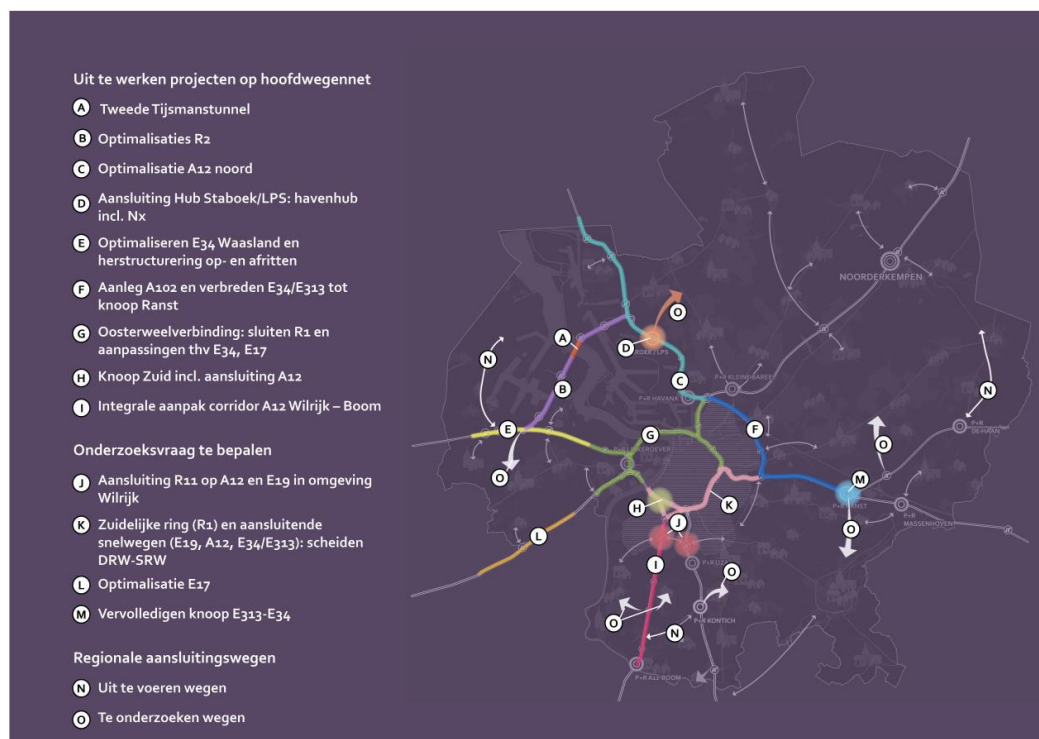 Uit te werken projecten op hoofdwegennet
A Tweede Tijsmanstunnel
B Optimalisaties R2
C Optimalisatie A12 noord
D Aansluiting Hub Staboek/LPS: havenhub
incl. Nx
E Optimaliseren E34 Waasland en
herstructurering op- en afritten
F Aanleg A102 en verbreden E34/E313 tot
knoop Ranst
G Oosterweelverbinding: sluiten R1 en
aanpassingen thv E34, E17
H Knoop Zuid incl. aansluiting A12
I Integrale aanpak corridor A12 Wilrijk – Boom
Onderzoeksvraag te bepalen
J Aansluiting R11 op A12 en E19 in omgeving
Wilrijk
K Zuidelijke ring (R1) en aansluitende
snelwegen (E19, A12, E34/E313): scheiden
DRW-SRW
L Optimalisatie E17
M Vervolledigen knoop E313-E34
Regionale aansluitingswegen
N Uit te voeren wegen
O Te onderzoeken wegen
NOORDERKEMPEN
O
A
D
N
P+R KLEINE BAREEL
B
C
P+R HAVANA
N
E
G
F
P+R
DE HAAN
O
O
M
H
K
P+R
MASSENHOVEN
L
J
O
I
O
O
P+R KONTICH
N
P+R A12 BOOM